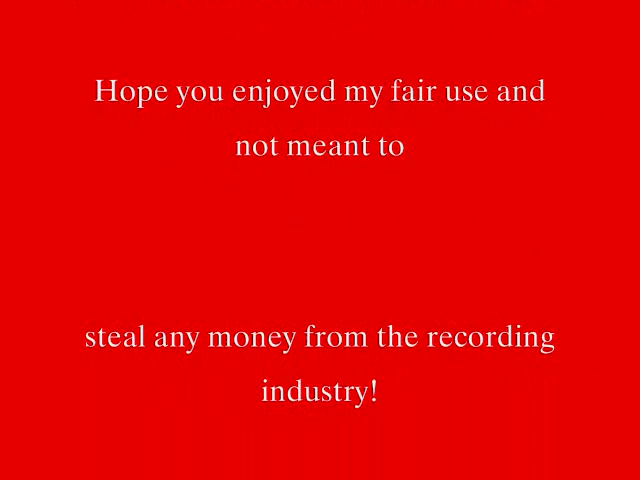 Hope you enjoyed my fair use and
not meant to
steal any money from the recording
industry!